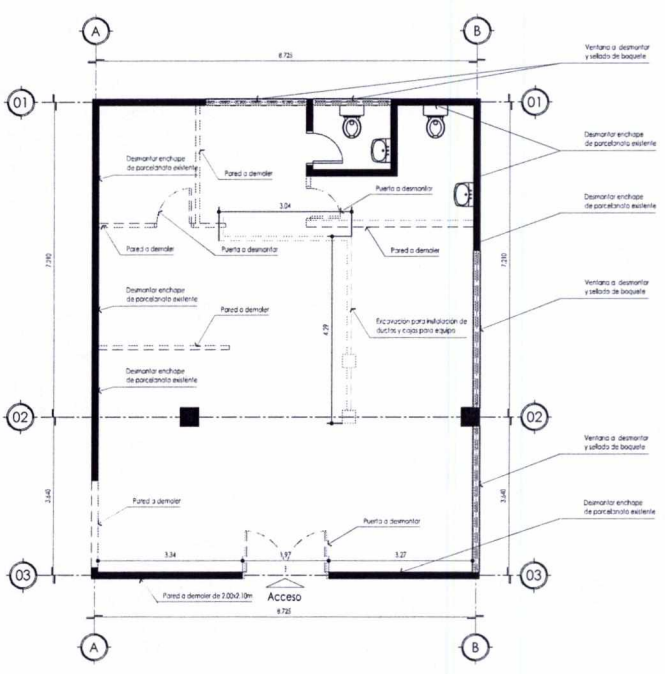 A
B
8.725
Ventana a desmontar
y sellado de boquete
01
01
Desmontar enchape
de porcelanato existente
Desmontar enchape
de porcelanato existente
Pared a demoler
Puerta a desmontar
Desmontar enchape
de porcelanato existente
3.04
Pared a demoler
Puerta a desmontar
Pared a demoler
7.290
7.290
Ventana a desmontar
y sellado de boquete
Desmontar enchape
de porcelanato existente
Pared a demoler
4.29
Excavacion para instalación de
ductos y cajas para equipo
Desmontar enchape
de porcelanato existente
02
02
Ventana a desmontar
y sellado de boquete
3.640
3.640
Pared a demoler
Puerta a desmontar
Desmontar enchape
de porcelanato existente
3.34
1.97
3.27
03
03
Pared a demoler de 2.00x2.10m
Acceso
8.725
A
B